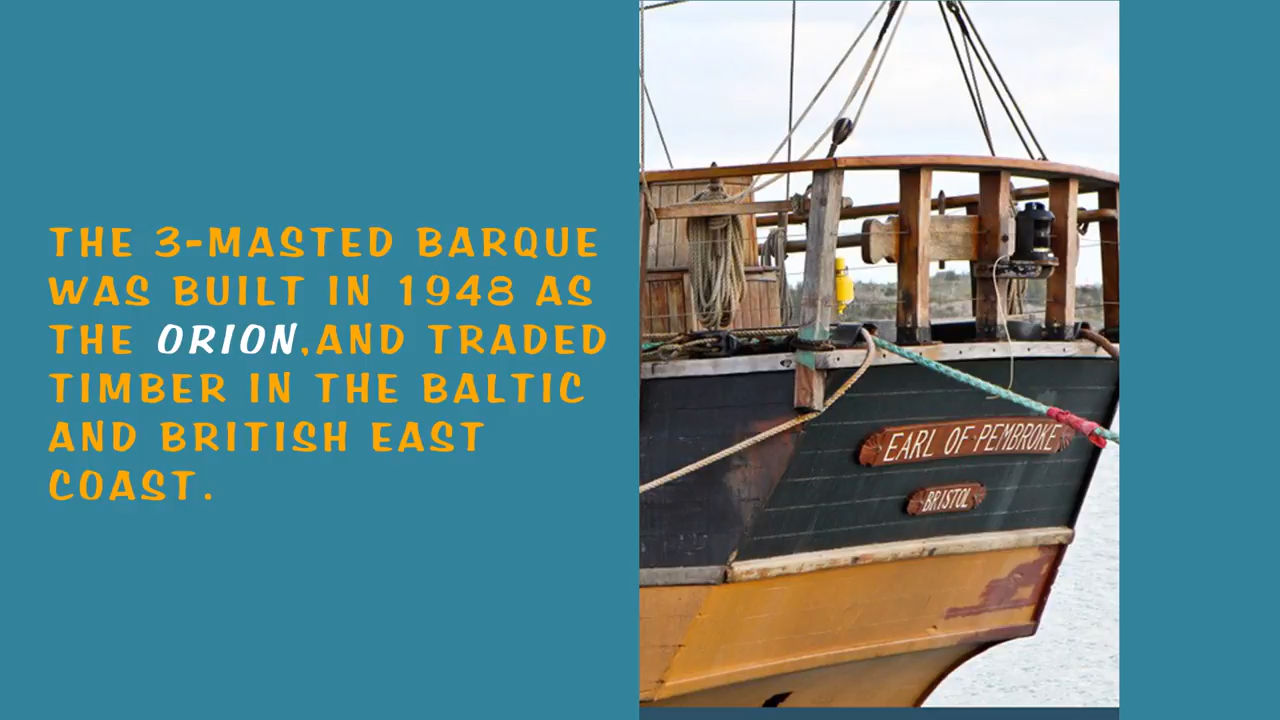 THE 3-MASTED BARQUE
WAS BUILT IN 1948 AS
THE ORION,AND TRADED
TIMBER IN THE BALTIC
AND BRITISH EAST
COAST.
EARL OF PEMBROKE
BRISTOL